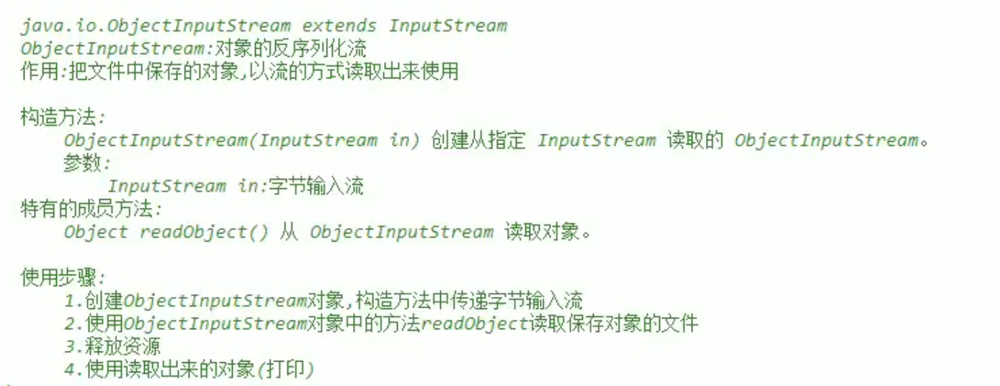 java.io.ObjectInputStream extends InputStream
ObjectInputStream:对象的反序列化流
作用:把文件中保存的对象,以流的方式读取出来使用
构造方法:
ObjectInputStream(InputStream in) 创建从指定 InputStream 读取的 ObjectInputStream。
参数:
InputStream in:字节输入流
特有的成员方法:
Object readObject() 从 ObjectInputStream 读取对象。
使用步骤:
1.创建ObjectInputStream对象,构造方法中传递字节输入流
2.使用ObjectInputStream对象中的方法readObject读取保存对象的文件
3.释放资源
4.使用读取出来的对象(打印)